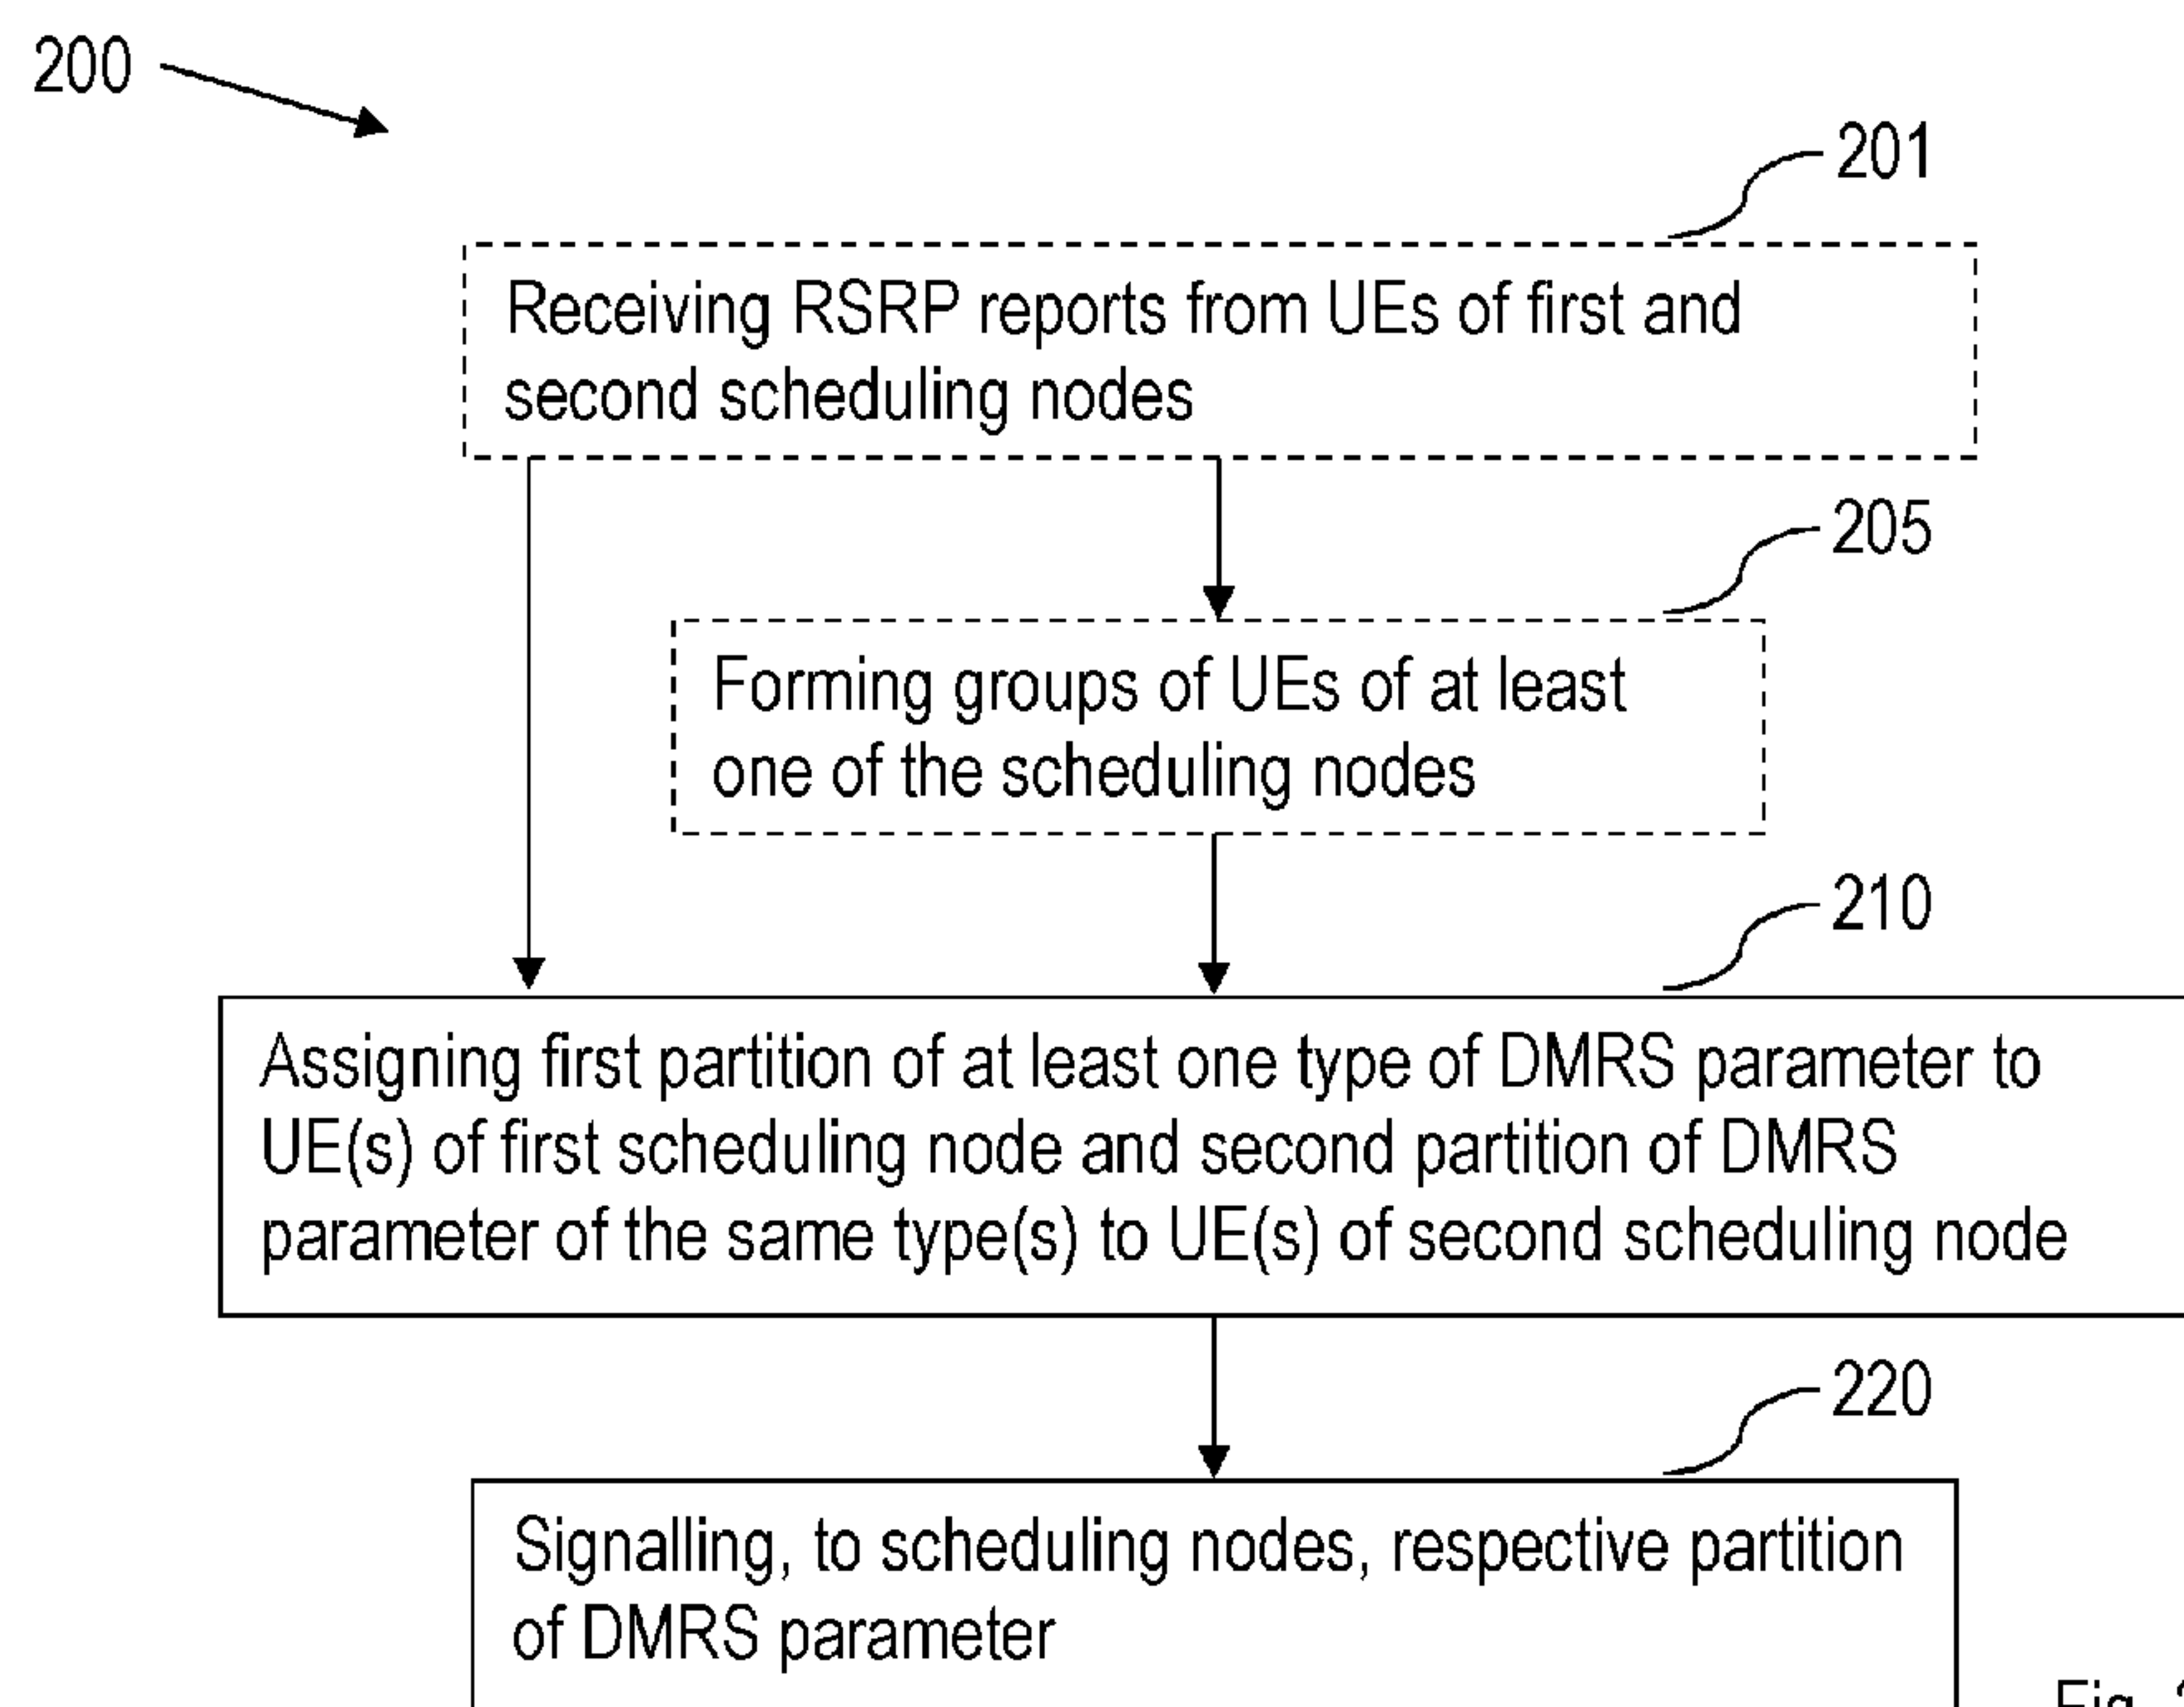 200
201
Receiving RSRP reports from UEs of first and
second scheduling nodes
205
Forming groups of UEs of at least
one of the scheduling nodes
210
Assigning first partition of at least one type of DMRS parameter to
UE(s) of first scheduling node and second partition of DMRS
parameter of the same type(s) to UE(s) of second scheduling node
220
Signalling, to scheduling nodes, respective partition
of DMRS parameter
Fig.